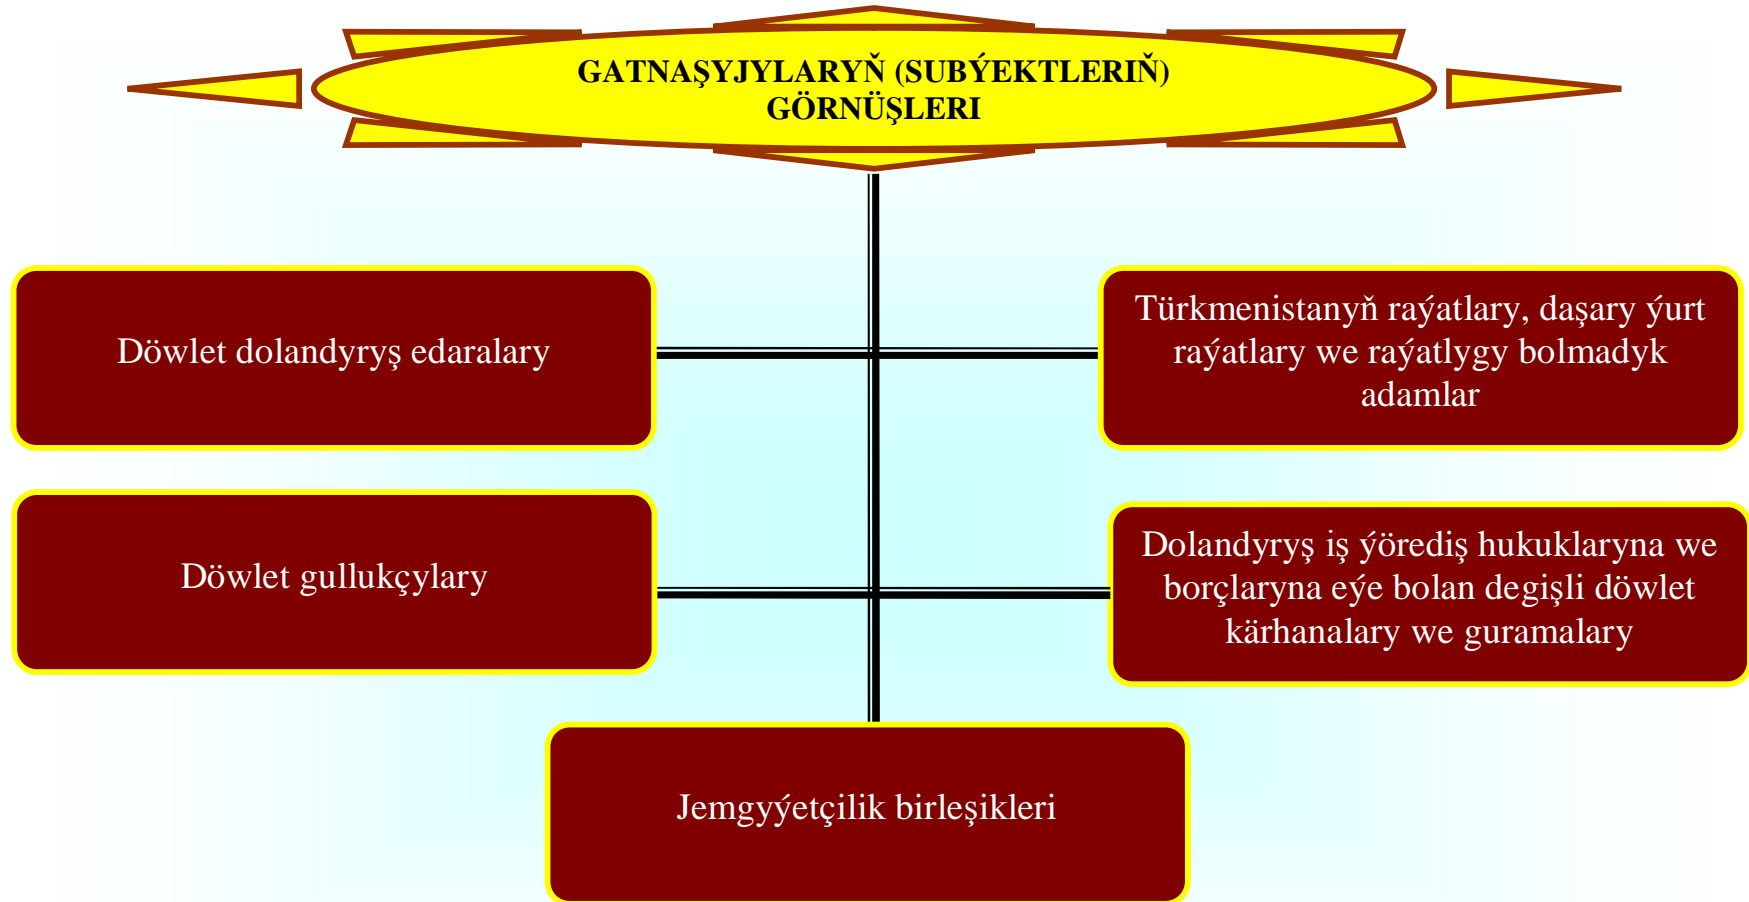 GATNAŞYJYLARYŇ (SUBÝEKTLERIŇ)
GÖRNÜŞLERI
Döwlet dolandyryş edaralary
Türkmenistanyň raýatlary, daşary ýurt
raýatlary we raýatlygy bolmadyk
adamlar
Döwlet gullukçylary
Dolandyryş iş ýörediş hukuklaryna we
borçlaryna eýe bolan degişli döwlet
kärhanalary we guramalary
Jemgyýetçilik birleşikleri